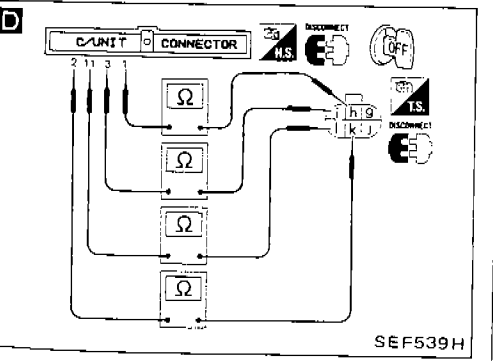 D
C/UNIT CONNECTOR
H.S.
DISCONNECT
OFF
2 11 3 1
T.S.
DISCONNECT
Ω
i h g
l k j
Ω
Ω
Ω
SEF539H